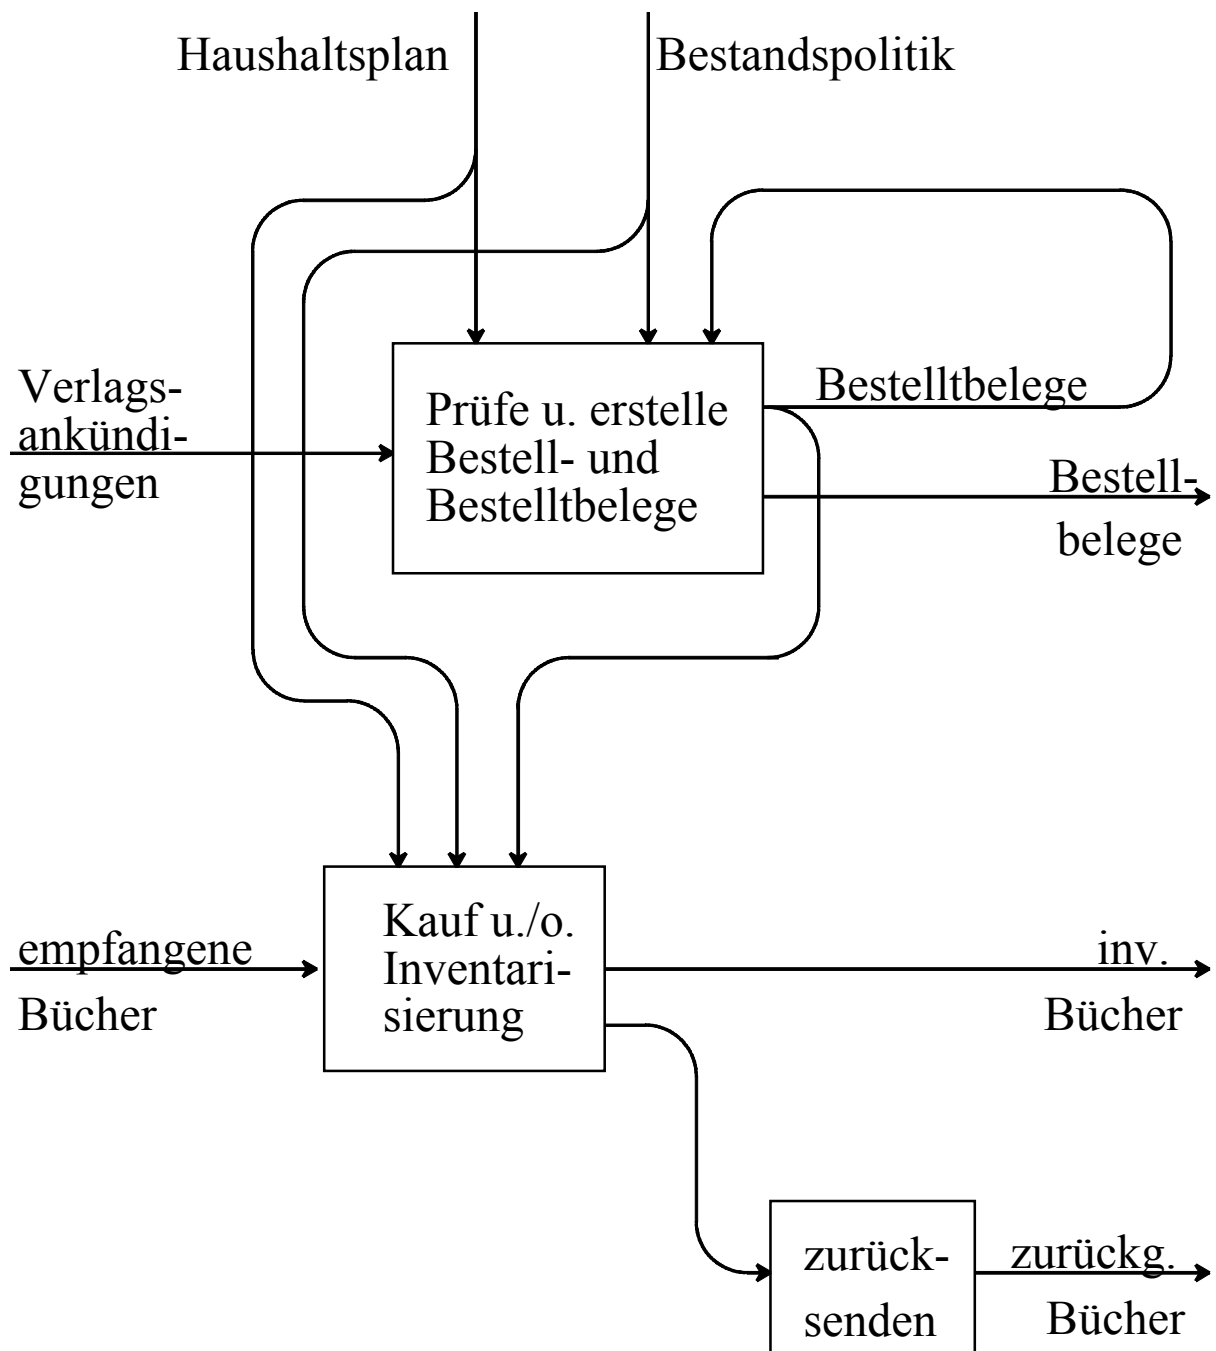 Haushaltsplan
Bestandspolitik
Verlags-
ankündi-
gungen
Prüfe u. erstelle
Bestell- und
Bestelltbelege
Bestelltbelege
Bestell-
belege
empfangene
Bücher
Kauf u./o.
Inventari-
sierung
inv.
Bücher
zurück-
senden
zurückg.
Bücher